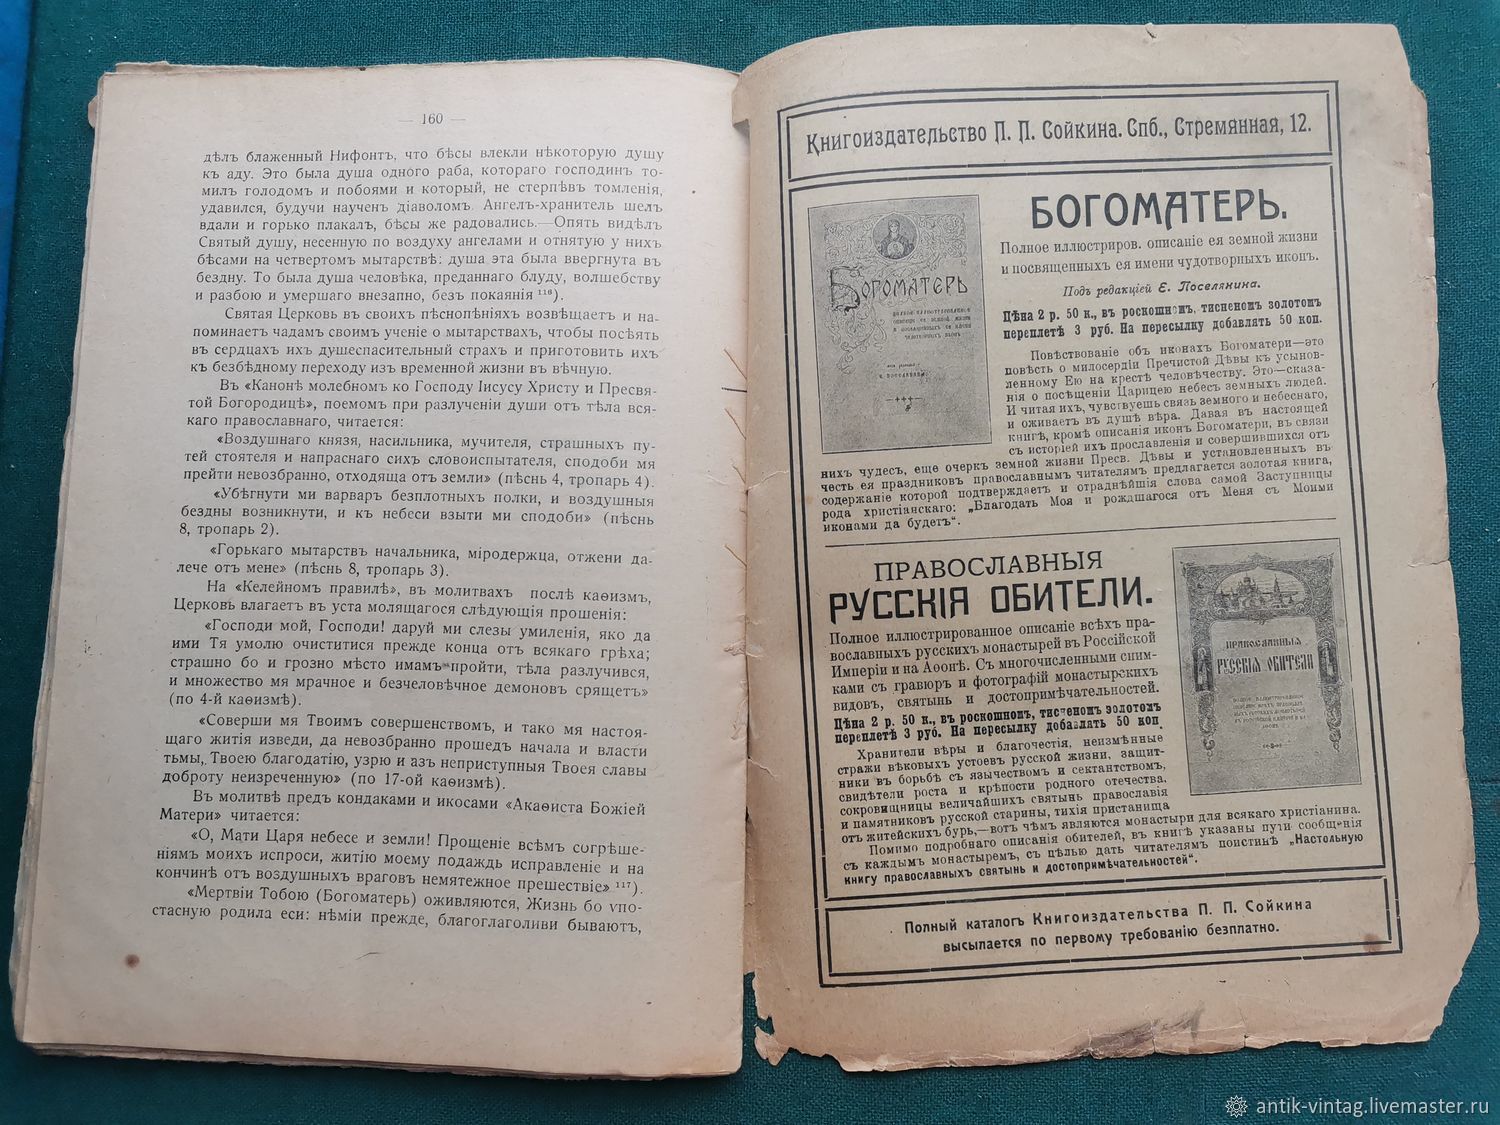 — 160 —
дѣлъ блаженный Нифонтъ, что бѣсы влекли нѣкоторую душу
къ аду. Это была душа одного раба, котораго господинъ то-
милъ голодомъ и побоями и который, не стерпѣвъ томленія,
удавился, будучи наученъ діаволомъ. Ангелъ-хранитель шелъ
вдали и горько плакалъ, бѣсы же радовались.—Опять видѣлъ
Святый душу, несенную по воздуху ангелами и отнятую у нихъ
бѣсами на четвертомъ мытарствѣ: душа эта была ввергнута въ
бездну. То была душа человѣка, преданнаго блуду, волшебству
и разбою и умершаго внезапно, безъ покаянія ¹¹⁶).
Святая Церковь въ своихъ пѣснопѣніяхъ возвѣщаетъ и на-
поминаетъ чадамъ своимъ ученіе о мытарствахъ, чтобы посѣять
въ сердцахъ ихъ душеспасительный страхъ и приготовить ихъ
къ безбѣдному переходу изъ временной жизни въ вѣчную.
Въ «Канонѣ молебномъ ко Господу Іисусу Христу и Пресвя-
той Богородицѣ», поемомъ при разлученіи души отъ тѣла вся-
каго православнаго, читается:
«Воздушнаго князя, насильника, мучителя, страшныхъ пу-
тей стоятеля и напраснаго сихъ словоиспытателя, сподоби мя
прейти невозбранно, отходяща отъ земли» (пѣснь 4, тропарь 4).
«Убѣгнути ми варваръ безплотныхъ полки, и воздушныя
бездны возникнути, и къ небеси взыти ми сподоби» (пѣснь
8, тропарь 2).
«Горькаго мытарствъ начальника, міродержца, отжени да-
лече отъ мене» (пѣснь 8, тропарь 3).
На «Келейномъ правилѣ», въ молитвахъ послѣ каѳизмъ,
Церковь влагаетъ въ уста молящагося слѣдующія прошенія:
«Господи мой, Господи! даруй ми слезы умиленія, яко да
ими Тя умолю очиститися прежде конца отъ всякаго грѣха;
страшно бо и грозно мѣсто имамъ пройти, тѣла разлучився,
и множество мя мрачное и безчеловѣчное демоновъ срящетъ»
(по 4-й каѳизмѣ).
«Соверши мя Твоимъ совершенствомъ, и тако мя настоя-
щаго житія изведи, да невозбранно прошедъ начала и власти
тьмы, Твоею благодатію, узрю и азъ неприступныя Твоея славы
доброту неизреченную» (по 17-ой каѳизмѣ).
Въ молитвѣ предъ кондаками и икосами «Акаѳиста Божіей
Матери» читается:
«О, Мати Царя небесе и земли! Прощеніе всѣмъ согрѣше-
ніямъ моихъ испроси, житію моему подаждь исправленіе и на
кончинѣ отъ воздушныхъ враговъ немятежное прешествіе» ¹¹⁷).
«Мертвіи Тобою (Богоматерь) оживляются, Жизнь бо упо-
стасную родила еси: нѣміи прежде, благоглаголиви бываютъ,
Книгоиздательство П. П. Сойкина. Спб., Стремянная, 12.
БОГОМАТЕРЬ.
Полное иллюстриров. описаніе ея земной жизни
и посвященныхъ ея имени чудотворныхъ иконъ.
Подъ редакціей Е. Поселянина.
Цѣна 2 р. 50 к., въ роскошномъ, тисненомъ золотомъ
переплетѣ 3 руб. На пересылку добавлять 50 коп.
Богоматерь
Повѣствованіе объ иконахъ Богоматери—это
повѣсть о милосердіи Пречистой Дѣвы къ усынов-
ленному Ею на крестѣ человѣчеству. Это—сказа-
нія о посѣщеніи Царицею небесъ земныхъ людей.
И читая ихъ, чувствуешь связь земного и небеснаго,
и оживаетъ въ душѣ вѣра. Давая въ настоящей
книгѣ, кромѣ описанія иконъ Богоматери, въ связи
съ исторіей ихъ прославленія и совершившихся отъ
нихъ чудесъ, еще очеркъ земной жизни Пресв. Дѣвы и установленныхъ въ
честь ея праздниковъ православнымъ читателямъ предлагается золотая книга,
содержаніе которой подтверждаетъ и отраднѣйшія слова самой Заступницы
рода христіанскаго: „Благодать Моя и рождшагося отъ Меня съ Моими
иконами да будетъ“.
ПРАВОСЛАВНЫЯ
РУССКІЯ ОБИТЕЛИ.
Полное иллюстрированное описаніе всѣхъ пра-
вославныхъ русскихъ монастырей въ Россійской
Имперіи и на Аѳонѣ. Съ многочисленными сним-
ками съ гравюръ и фотографій монастырскихъ
видовъ, святынь и достопримѣчательностей.
Цѣна 2 р. 50 к., въ роскошномъ, тисненомъ золотомъ
переплетѣ 3 руб. На пересылку добавлять 50 коп.
Православныя
Русскія Обители
Хранители вѣры и благочестія, неизмѣнные
стражи вѣковыхъ устоевъ русской жизни, защит-
ники въ борьбѣ съ язычествомъ и сектантствомъ,
свидѣтели роста и крѣпости родного отечества,
сокровищницы величайшихъ святынь православія
и памятниковъ русской старины, тихія пристанища
отъ житейскихъ бурь,—вотъ чѣмъ являются монастыри для всякаго христіанина.
Помимо подробнаго описанія обителей, въ книгѣ указаны пути сообщенія
съ каждымъ монастыремъ, съ цѣлью дать читателямъ поистинѣ „Настольную
книгу православныхъ святынь и достопримѣчательностей“.
Полный каталогъ Книгоиздательства П. П. Сойкина
высылается по первому требованію безплатно.
antik-vintag.livemaster.ru